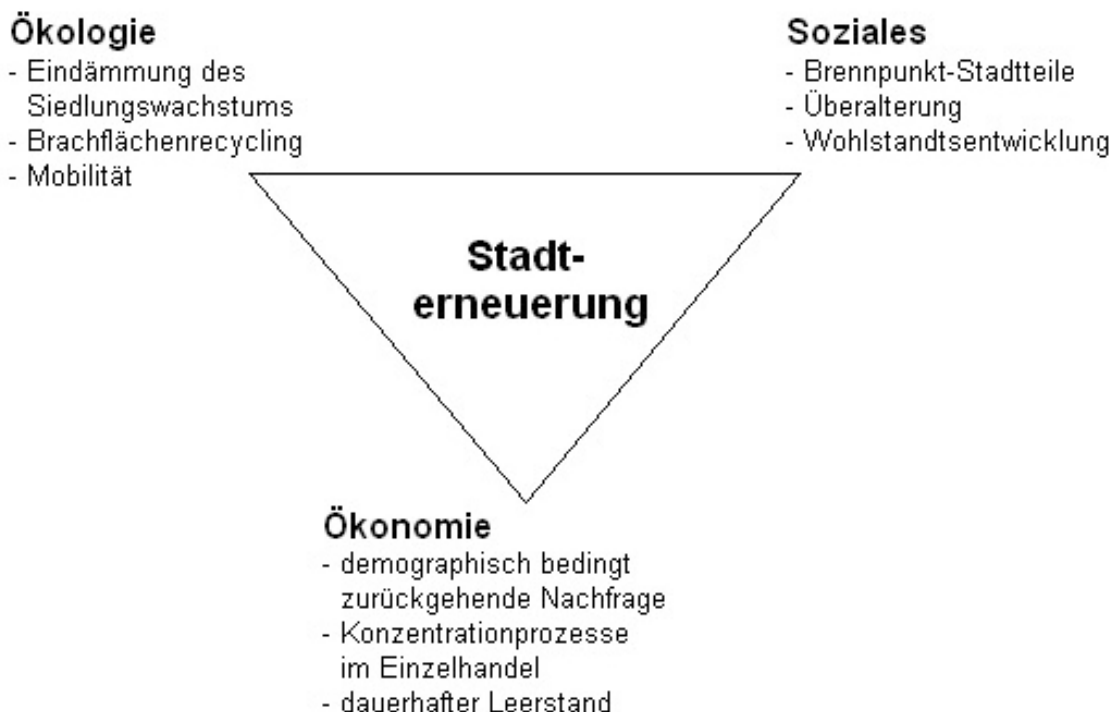 Ökologie
- Eindämmung des
Siedlungswachstums
- Brachflächenrecycling
- Mobilität
Soziales
- Brennpunkt-Stadtteile
- Überalterung
- Wohlstandtsentwicklung
Stadt-
erneuerung
Ökonomie
- demographisch bedingt
zurückgehende Nachfrage
- Konzentrationprozesse
im Einzelhandel
- dauerhafter Leerstand